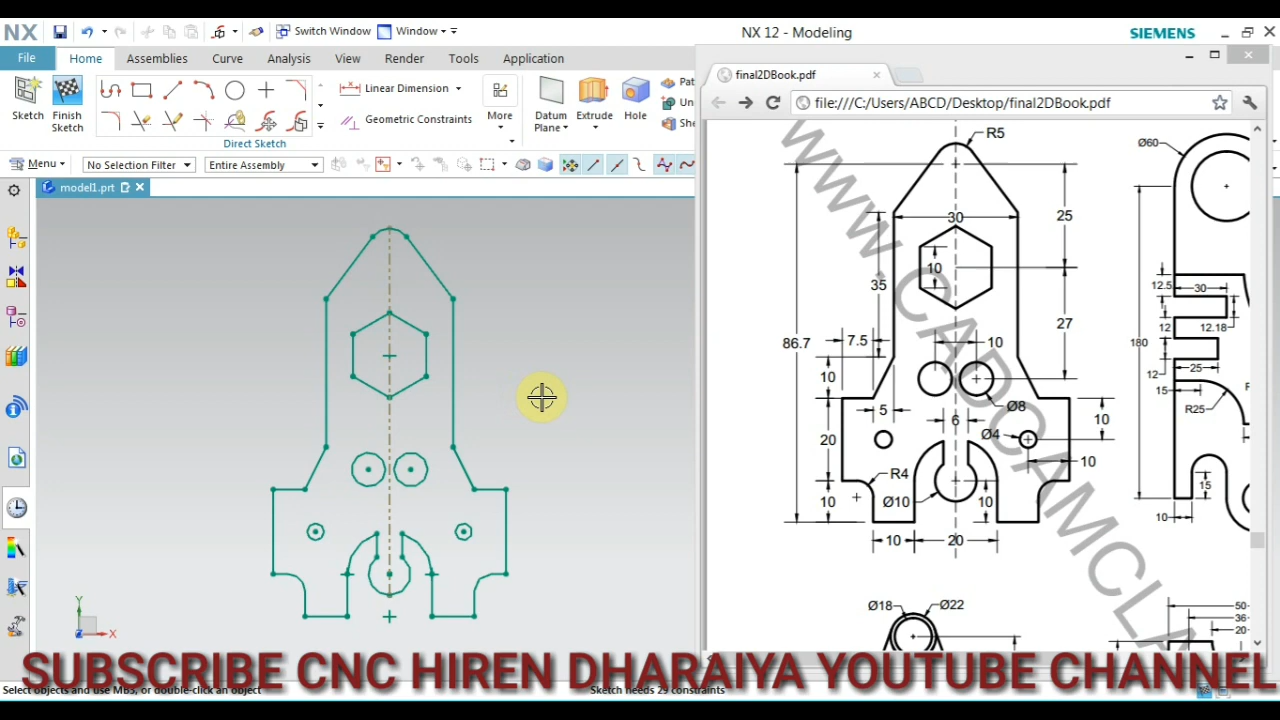 NX
Switch Window
Window
NX 12 - Modeling
SIEMENS
File
Home
Assemblies
Curve
Analysis
View
Render
Tools
Application
final2DBook.pdf
file:///C:/Users/ABCD/Desktop/final2DBook.pdf
Sketch
Finish
Sketch
Linear Dimension
Geometric Constraints
More
Datum
Plane
Extrude
Hole
Pat
Un
She
Direct Sketch
Menu
No Selection Filter
Entire Assembly
model1.prt
Y
X
Z
www.CADCAMCLA
R5
30
25
10
35
27
86.7
7.5
10
10
Ø8
5
6
Ø4
10
20
10
R4
Ø10
10
10
10
20
Ø60
12.5
30
12
12.18
180
25
12
15
R25
15
10
Ø18
Ø22
50
36
20
SUBSCRIBE CNC HIREN DHARAIYA YOUTUBE CHANNEL
Select objects and use MB3, or double-click an object
Sketch needs 29 constraints